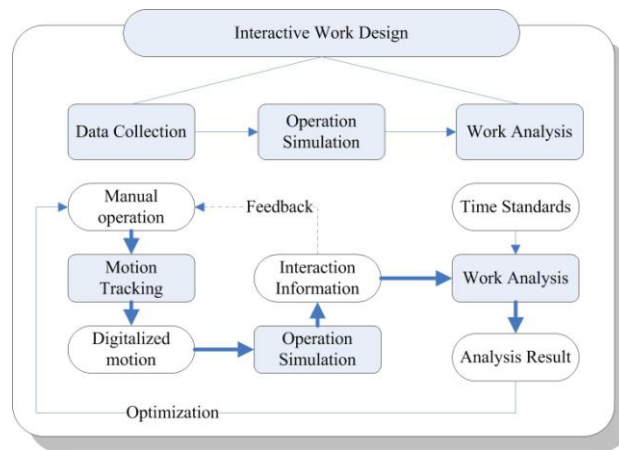 Interactive Work Design
Data Collection
Operation
Simulation
Work Analysis
Manual
operation
Feedback
Time Standards
Motion
Tracking
Interaction
Information
Work Analysis
Digitalized
motion
Operation
Simulation
Analysis Result
Optimization